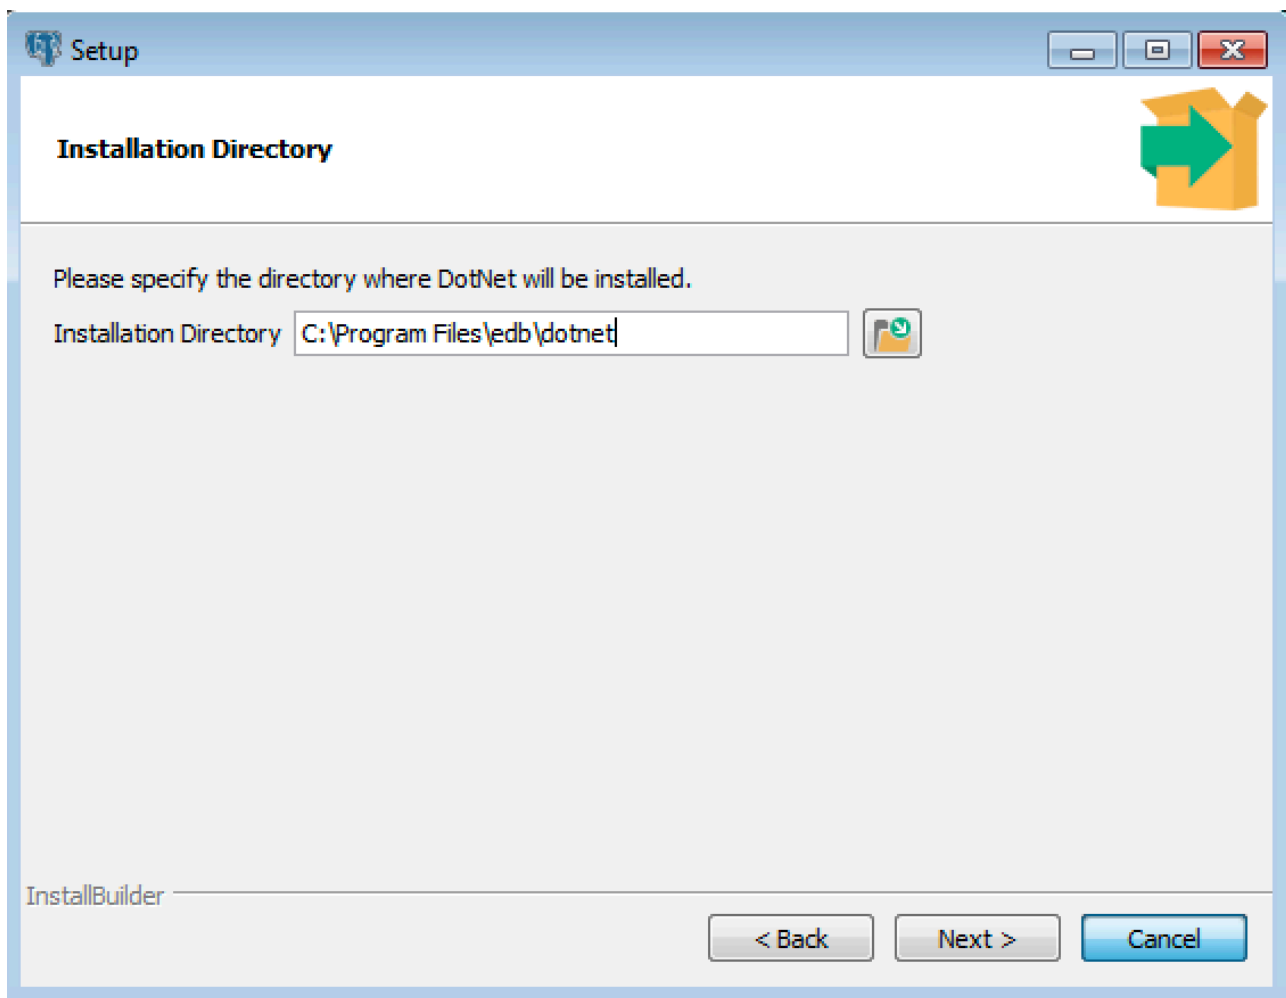 Setup
Installation Directory
Please specify the directory where DotNet will be installed.
Installation Directory C:\Program Files\edb\dotnet
InstallBuilder
< Back Next > Cancel